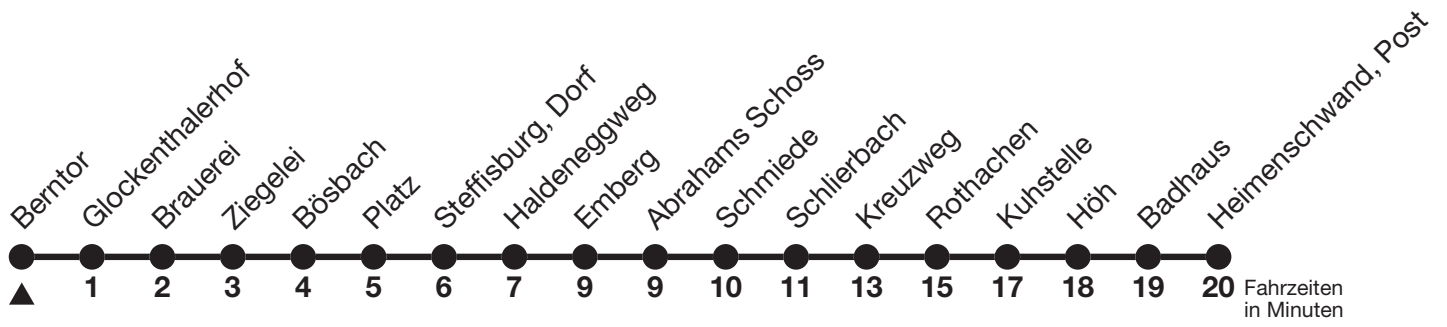 Berntor
Glockenthalerhof
Brauerei
Ziegelei
Bösbach
Platz
Steffisburg, Dorf
Haldeneggweg
Emberg
Abrahams Schoss
Schmiede
Schlierbach
Kreuzweg
Rothachen
Kuhstelle
Höh
Badhaus
Heimenschwand, Post
1 2 3 4 5 6 7 9 9 10 11 13 15 17 18 19 20 Fahrzeiten
in Minuten